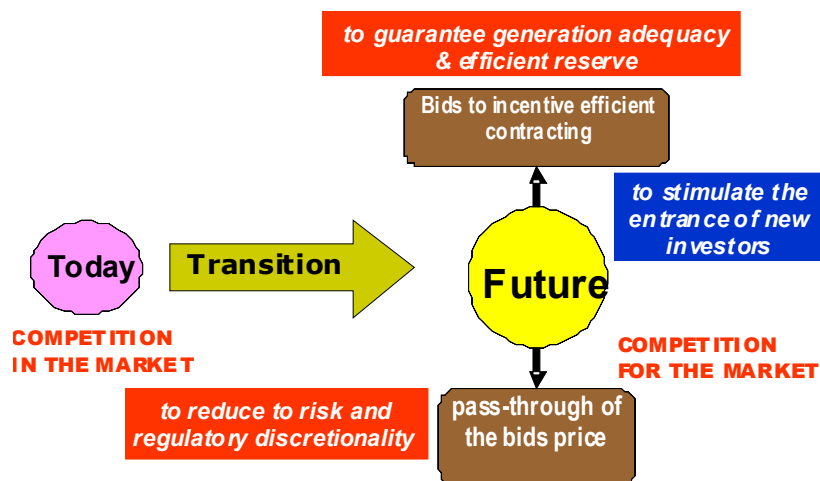 to guarantee generation adequacy
& efficient reserve
Bids to incentive efficient
contracting
to stimulate the
entrance of new
investors
Today
Transition
Future
COMPETITION
IN THE MARKET
COMPETITION
FOR THE MARKET
to reduce to risk and
regulatory discretionality
pass-through of
the bids price